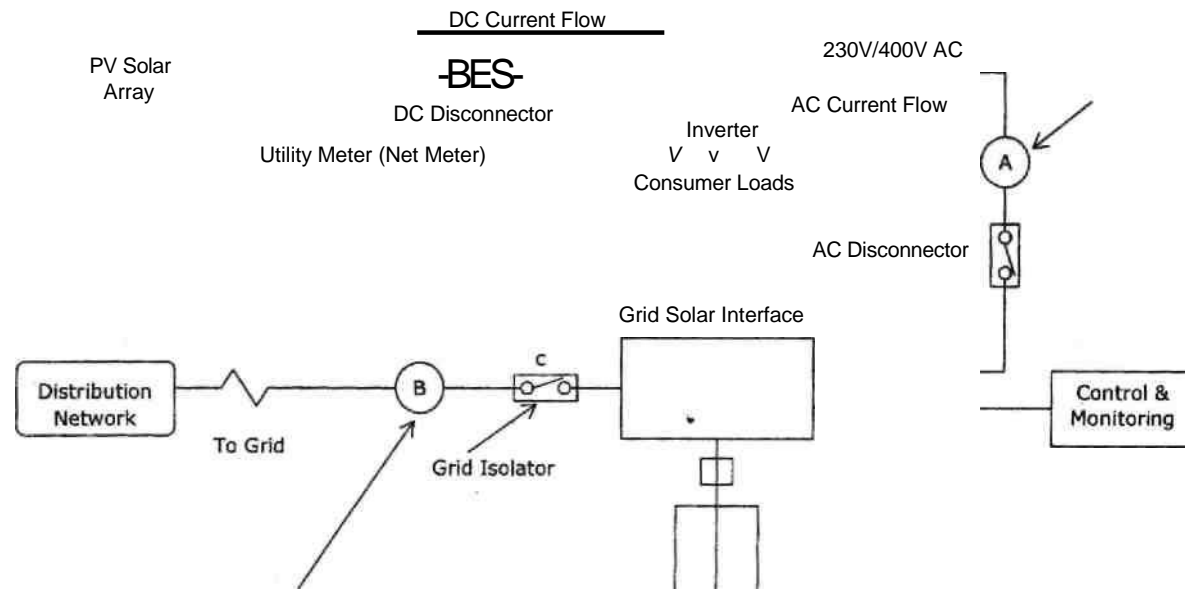 DC Current Flow
230V/400V AC
PV Solar
Array
-BES-
DC Disconnector
AC Current Flow
Inverter
Utility Meter (Net Meter)
V v V
Consumer Loads
A
AC Disconnector
Grid Solar Interface
C
Distribution
Network
B
Control &
Monitoring
To Grid
Grid Isolator